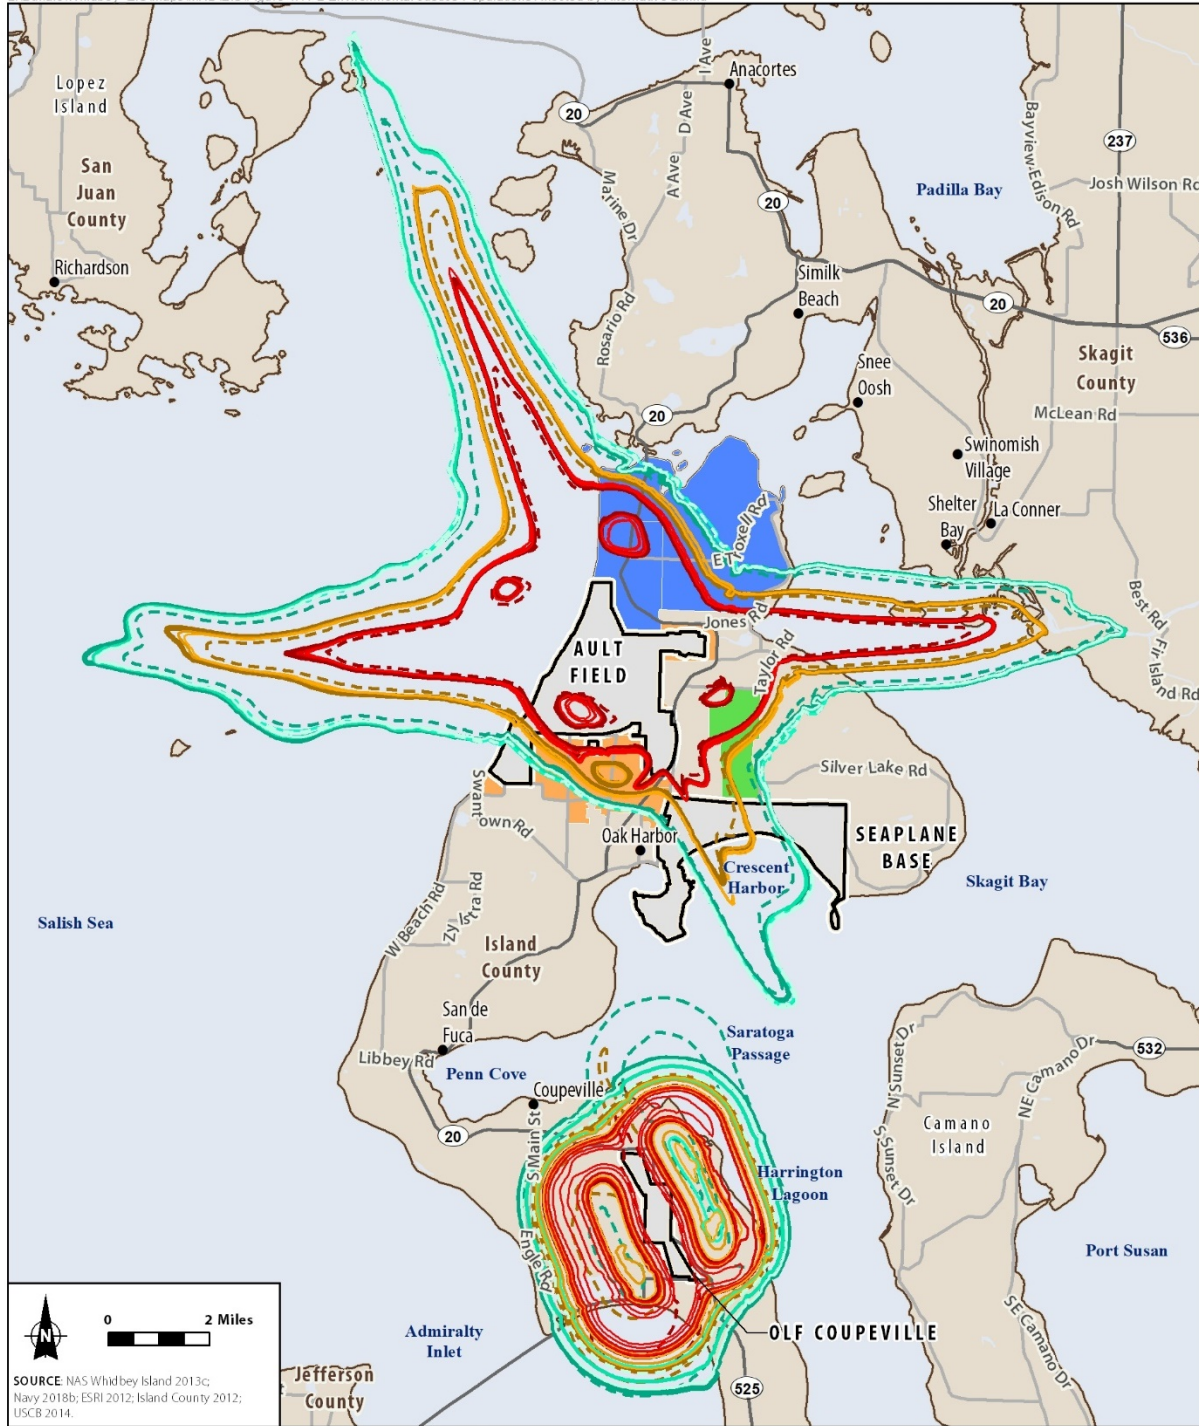 Lopez
Island
San
Juan
County
Richardson
I Ave
Anacortes
20
D Ave
A Ave
Marine Dr
20
Padilla Bay
Bayview-Edison Rd
237
Josh Wilson Rd
Similk
Beach
Rosario Rd
20
536
Skagit
County
Snee
Oosh
20
McLean Rd
Swinomish
Village
Shelter
Bay
La Conner
E Troxell Rd
Jones Rd
Taylor Rd
Best Rd
Fir Island Rd
AULT
FIELD
Silver Lake Rd
Swantown Rd
Oak Harbor
SEAPLANE
BASE
Crescent
Harbor
Skagit Bay
Salish Sea
W Beach Rd
Zylstra Rd
Island
County
San de
Fuca
Libbey Rd
Penn Cove
Saratoga
Passage
Coupeville
20
S Main St
Harrington
Lagoon
Engle Rd
N Sunset Dr
S Sunset Dr
NE Camano Dr
532
Camano
Island
Port Susan
SE Camano Dr
OLF COUPEVILLE
Admiralty
Inlet
525
Jefferson
County
N
0 2 Miles
SOURCE: NAS Whidbey Island 2013c;
Navy 2018b; ESRI 2012; Island County 2012;
USCB 2014.